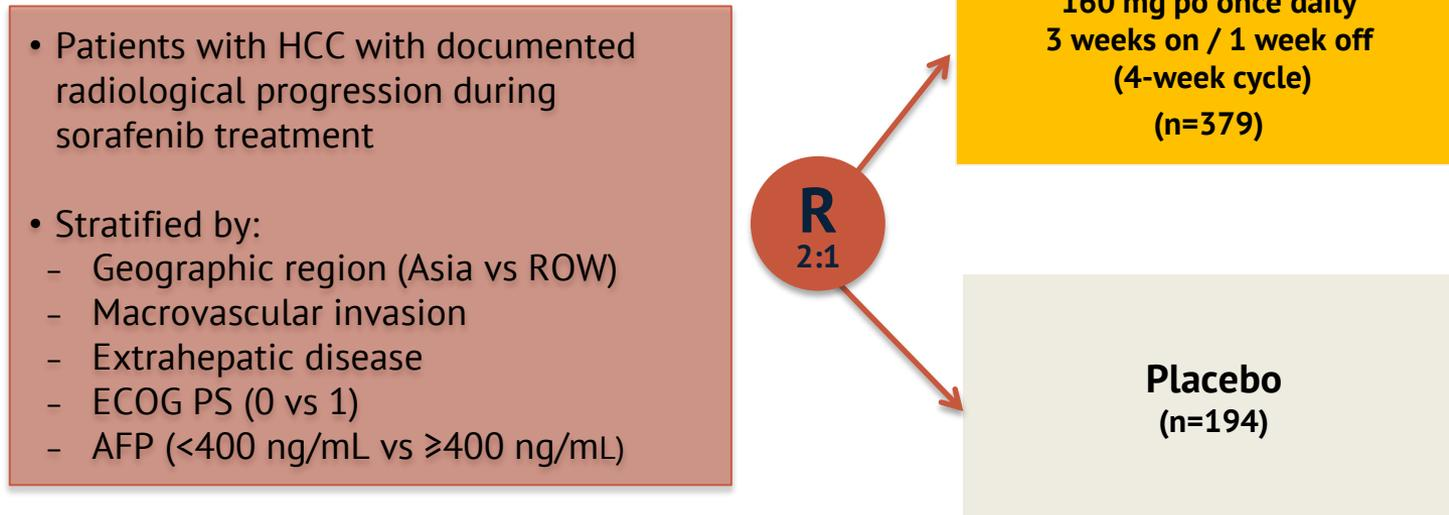 • Patients with HCC with documented
radiological progression during
sorafenib treatment
• Stratified by:
– Geographic region (Asia vs ROW)
– Macrovascular invasion
– Extrahepatic disease
– ECOG PS (0 vs 1)
– AFP (<400 ng/mL vs ≥400 ng/mL)
R
2:1
160 mg po once daily
3 weeks on / 1 week off
(4-week cycle)
(n=379)
Placebo
(n=194)